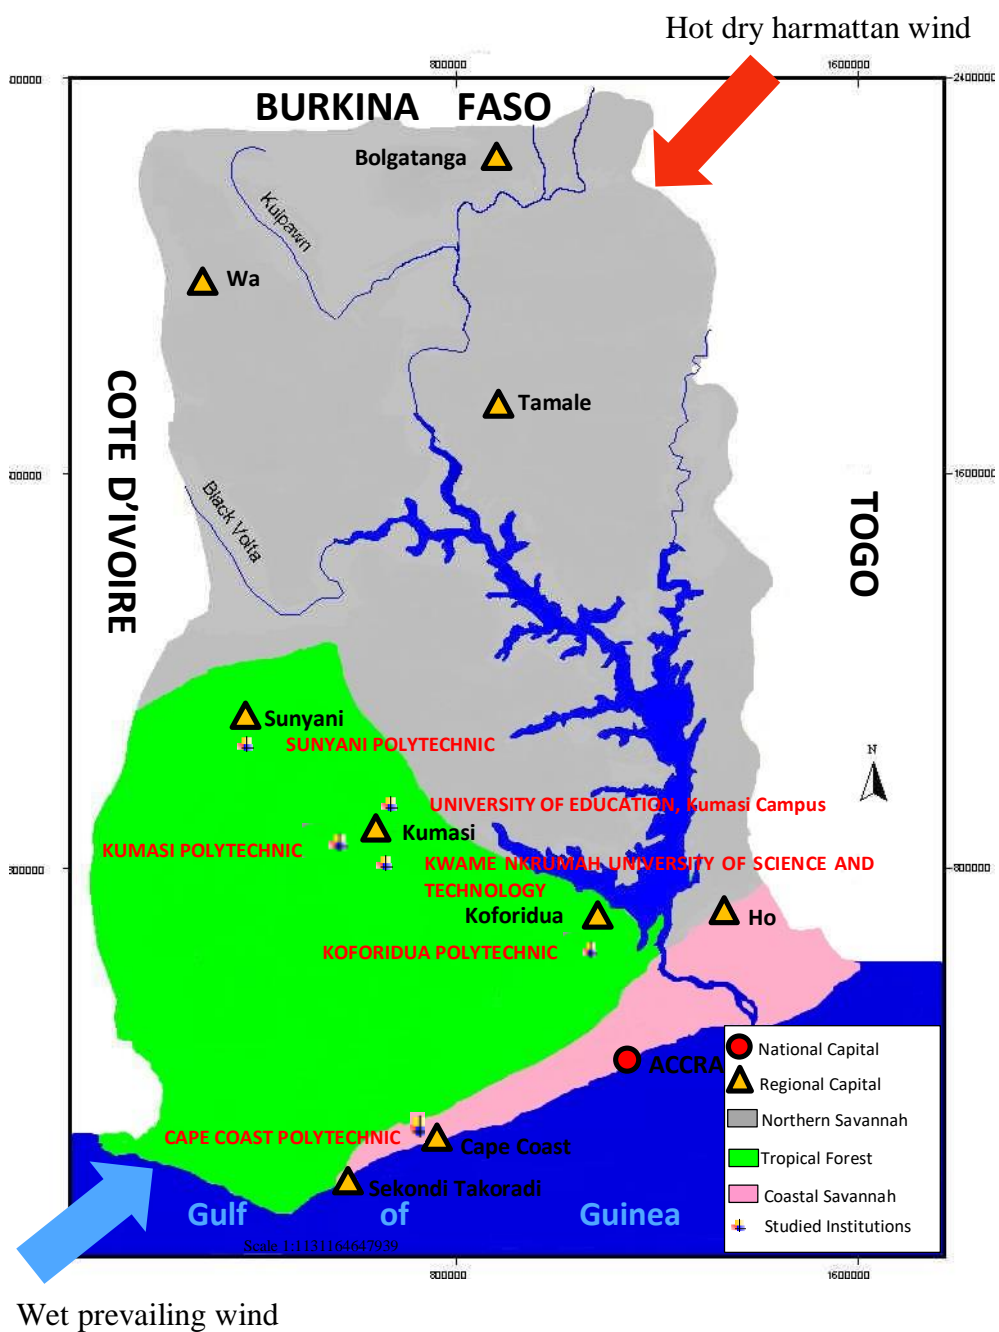 Hot dry harmattan wind
800000
1600000
00000
2400000
BURKINA FASO
Bolgatanga
Kulpawn
Wa
COTE D'IVOIRE
Tamale
00000
1600000
Black Volta
TOGO
Sunyani
SUNYANI POLYTECHNIC
N
UNIVERSITY OF EDUCATION, Kumasi Campus
Kumasi
KUMASI POLYTECHNIC
KWAME NKRUMAH UNIVERSITY OF SCIENCE AND
TECHNOLOGY
800000
800000
Koforidua
Ho
KOFORIDUA POLYTECHNIC
ACCRA
National Capital
Regional Capital
Northern Savannah
Tropical Forest
Coastal Savannah
Studied Institutions
CAPE COAST POLYTECHNIC
Cape Coast
Sekondi Takoradi
Gulf of Guinea
Scale 1:1131164647939
800000
1600000
Wet prevailing wind